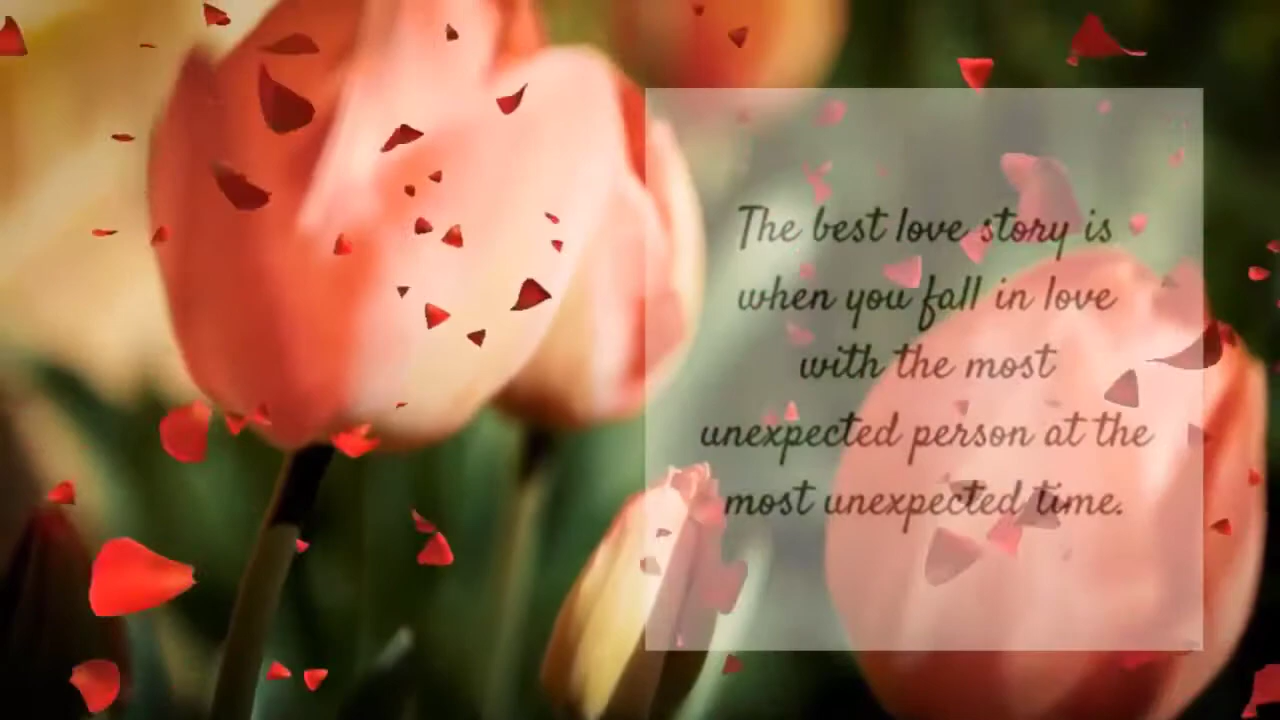 The best love story is
when you fall in love
with the most
unexpected person at the
most unexpected time.